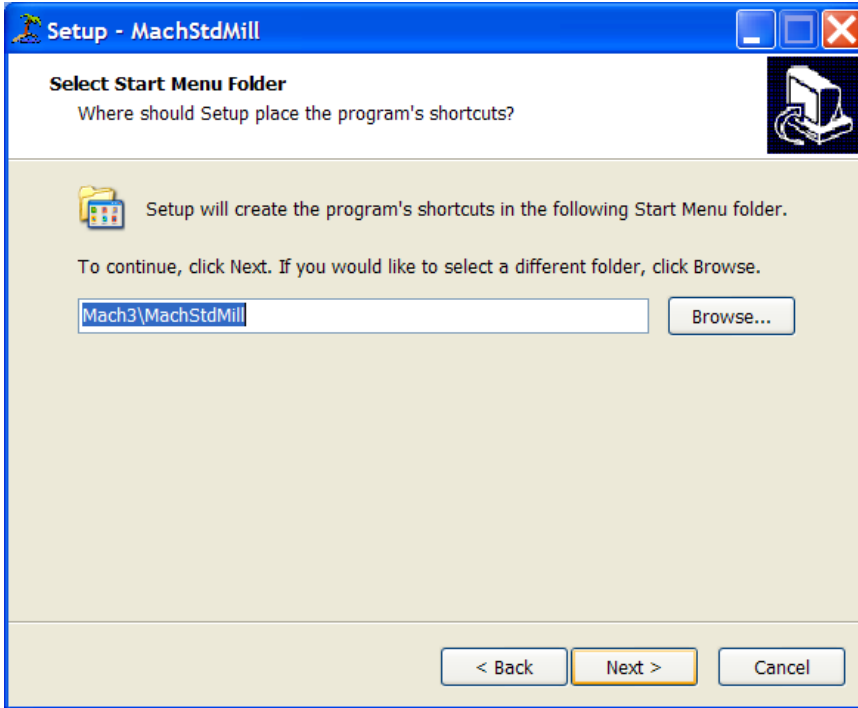 Setup - MachStdMill
Select Start Menu Folder
Where should Setup place the program's shortcuts?
Setup will create the program's shortcuts in the following Start Menu folder.
To continue, click Next. If you would like to select a different folder, click Browse.
Mach3\MachStdMill
Browse...
< Back
Next >
Cancel